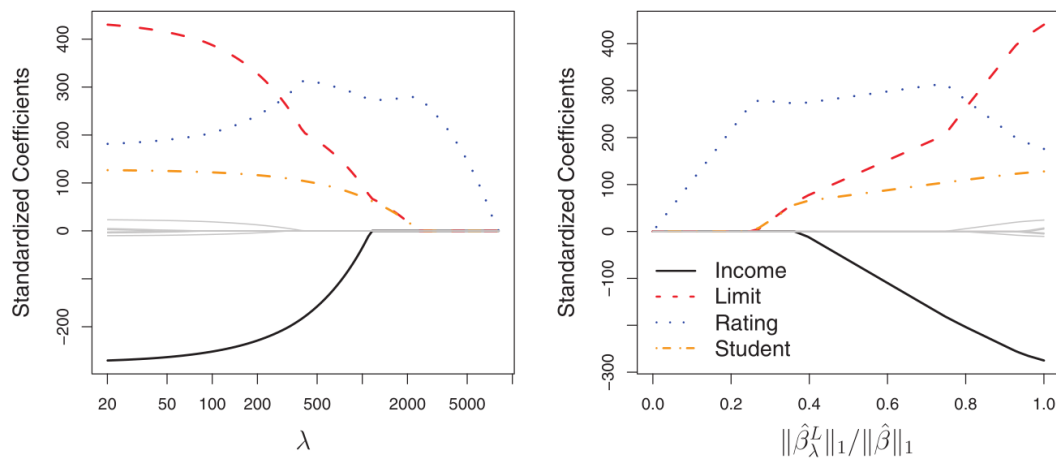 Standardized Coefficients
400
300
200
100
0
−200
20 50 100 200 500 2000 5000
λ
Standardized Coefficients
400
300
200
100
0
−100
−300
Income
Limit
Rating
Student
0.0 0.2 0.4 0.6 0.8 1.0
‖β̂λᴸ‖₁/‖β̂‖₁